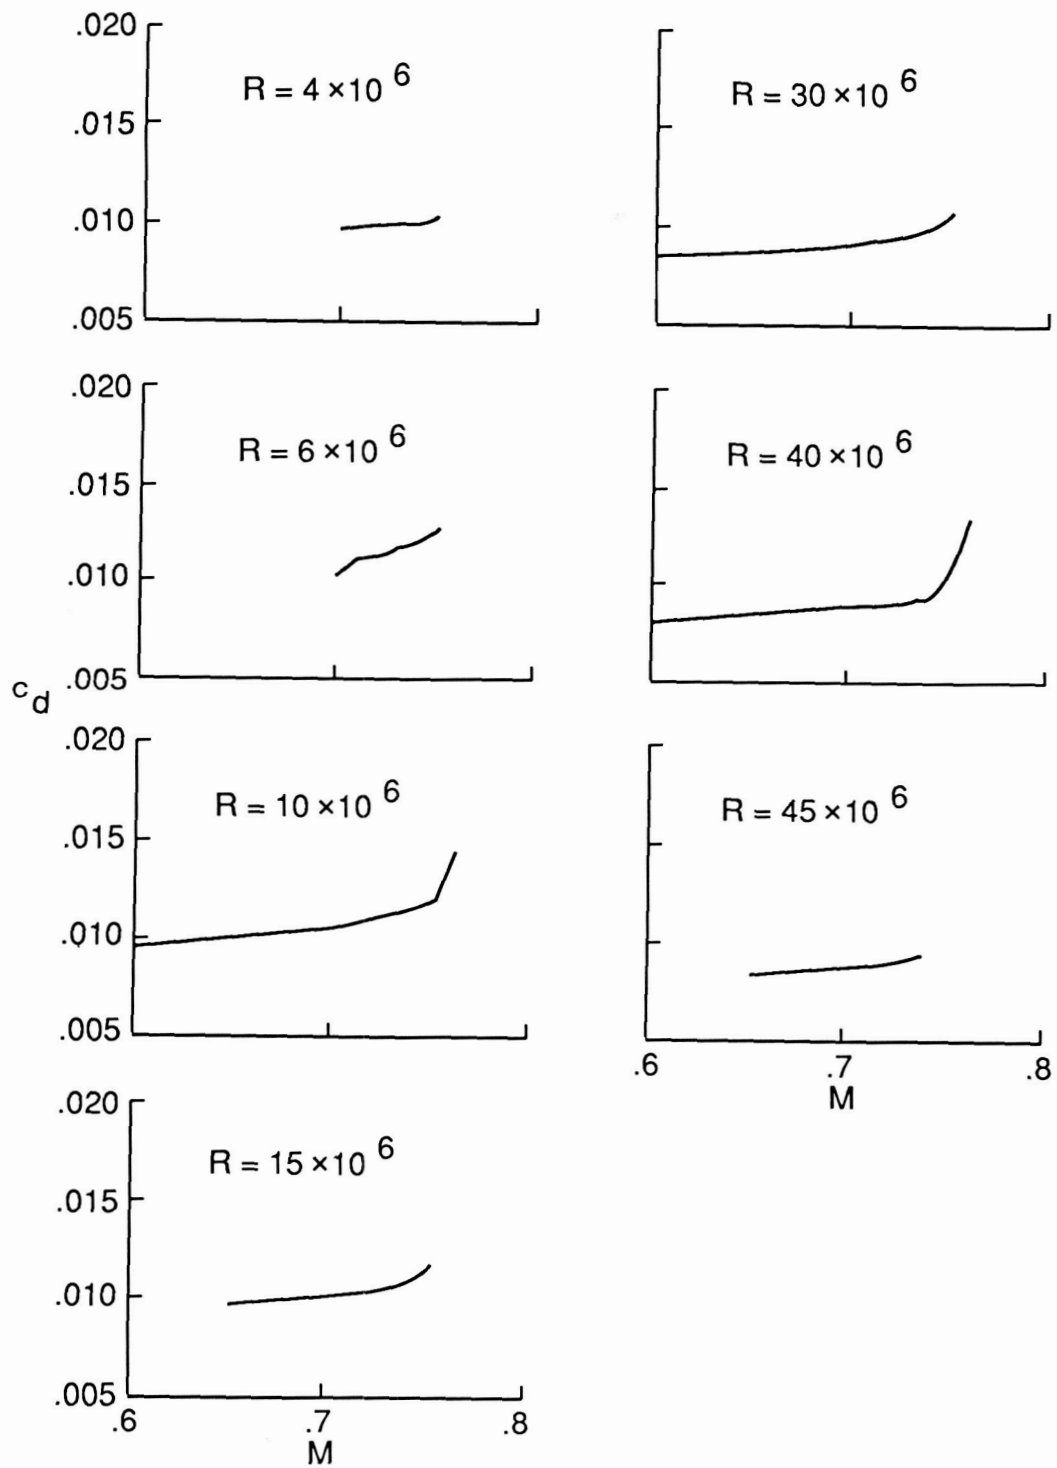 .020
R = 4 ×10 6
.015
.010
.005
R = 30 ×10 6
.020
R = 6 ×10 6
.015
.010
.005
R = 40 ×10 6
cd
.020
R = 10 ×10 6
.015
.010
.005
R = 45 ×10 6
.6 .7 .8
M
.020
R = 15 ×10 6
.015
.010
.005
.6 .7 .8
M